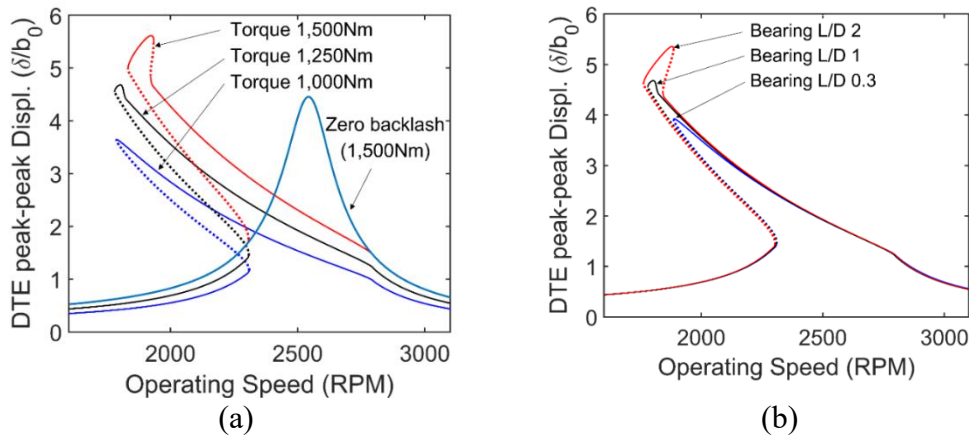 6
5
4
3
2
1
0
DTE peak-peak Displ. (δ/b₀)
Torque 1,500Nm
Torque 1,250Nm
Torque 1,000Nm
Zero backlash
(1,500Nm)
2000 2500 3000
Operating Speed (RPM)
(a)
6
5
4
3
2
1
0
DTE peak-peak Displ. (δ/b₀)
Bearing L/D 2
Bearing L/D 1
Bearing L/D 0.3
2000 2500 3000
Operating Speed (RPM)
(b)